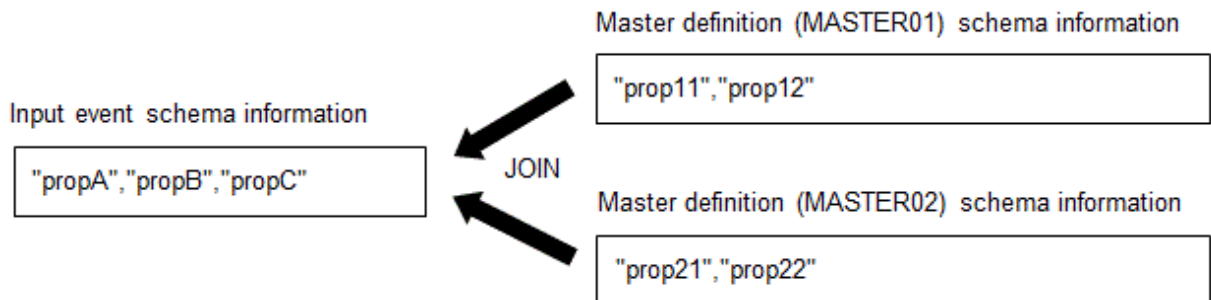 Master definition (MASTER01) schema information
"prop11","prop12"
Input event schema information
"propA","propB","propC"
JOIN
Master definition (MASTER02) schema information
"prop21","prop22"